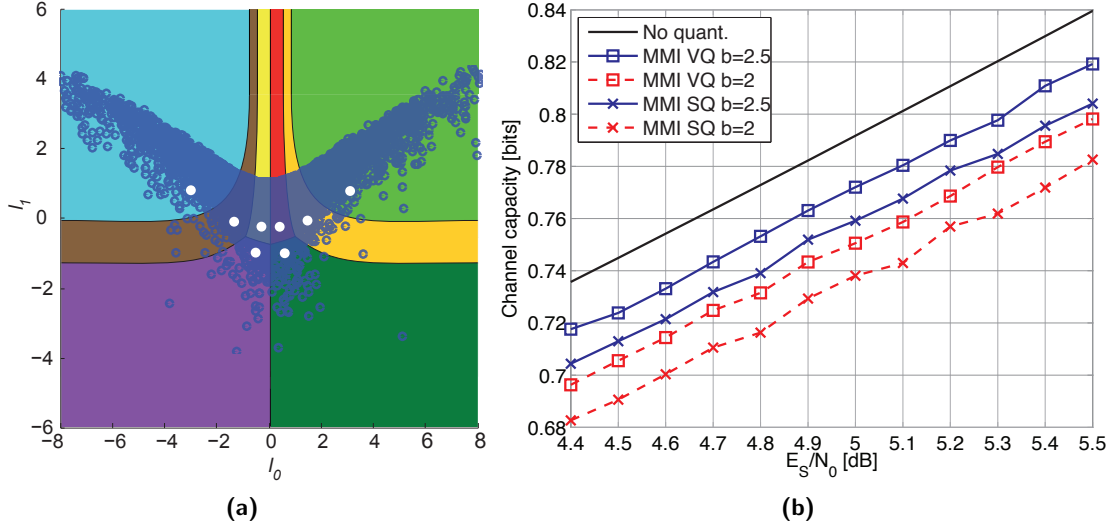 6
4
2
0
−2
−4
−6
−8
−6
−4
−2
0
2
4
6
8
l1
l0
(a)
0.84
0.82
0.8
0.78
0.76
0.74
0.72
0.7
0.68
4.4 4.5 4.6 4.7 4.8 4.9 5 5.1 5.2 5.3 5.4 5.5
Channel capacity [bits]
ES/N0 [dB]
No quant.
MMI VQ b=2.5
MMI VQ b=2
MMI SQ b=2.5
MMI SQ b=2
(b)